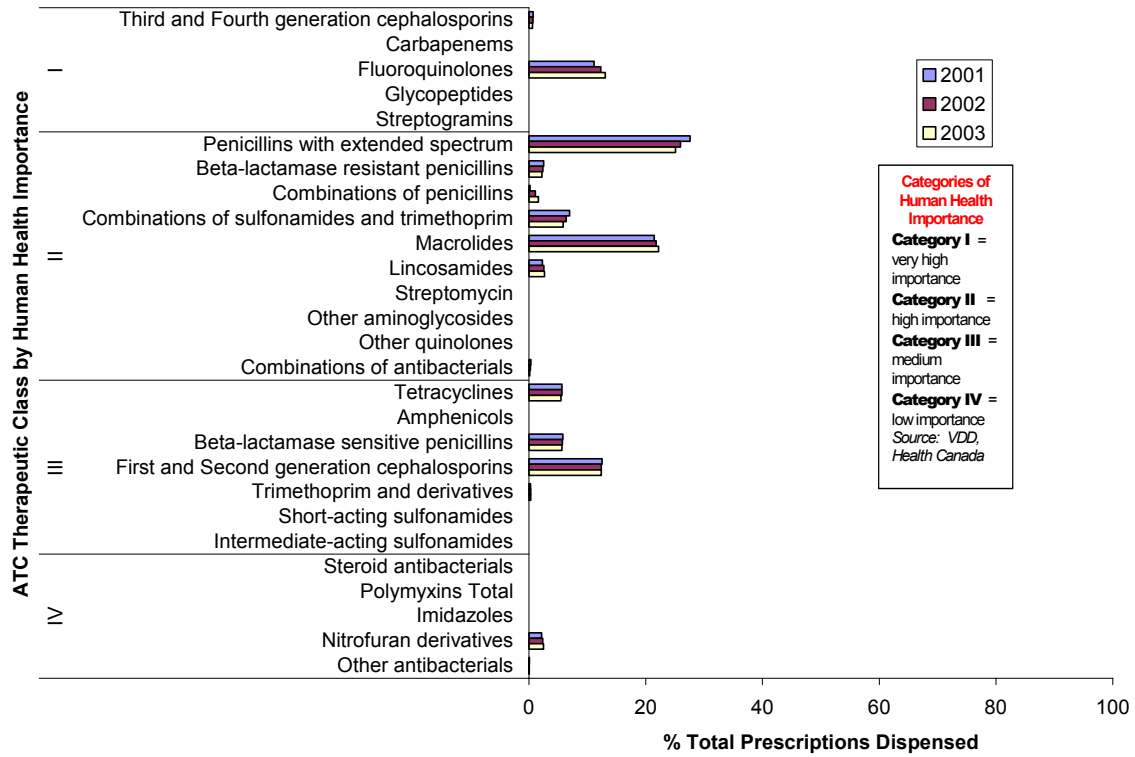 ATC Therapeutic Class by Human Health Importance
I
Third and Fourth generation cephalosporins
Carbapenems
Fluoroquinolones
Glycopeptides
Streptogramins
II
Penicillins with extended spectrum
Beta-lactamase resistant penicillins
Combinations of penicillins
Combinations of sulfonamides and trimethoprim
Macrolides
Lincosamides
Streptomycin
Other aminoglycosides
Other quinolones
Combinations of antibacterials
III
Tetracyclines
Amphenicols
Beta-lactamase sensitive penicillins
First and Second generation cephalosporins
Trimethoprim and derivatives
Short-acting sulfonamides
Intermediate-acting sulfonamides
IV
Steroid antibacterials
Polymyxins Total
Imidazoles
Nitrofuran derivatives
Other antibacterials
0 20 40 60 80 100
% Total Prescriptions Dispensed
2001
2002
2003
Categories of
Human Health
Importance
Category I =
very high
importance
Category II =
high importance
Category III =
medium
importance
Category IV =
low importance
Source: VDD,
Health Canada